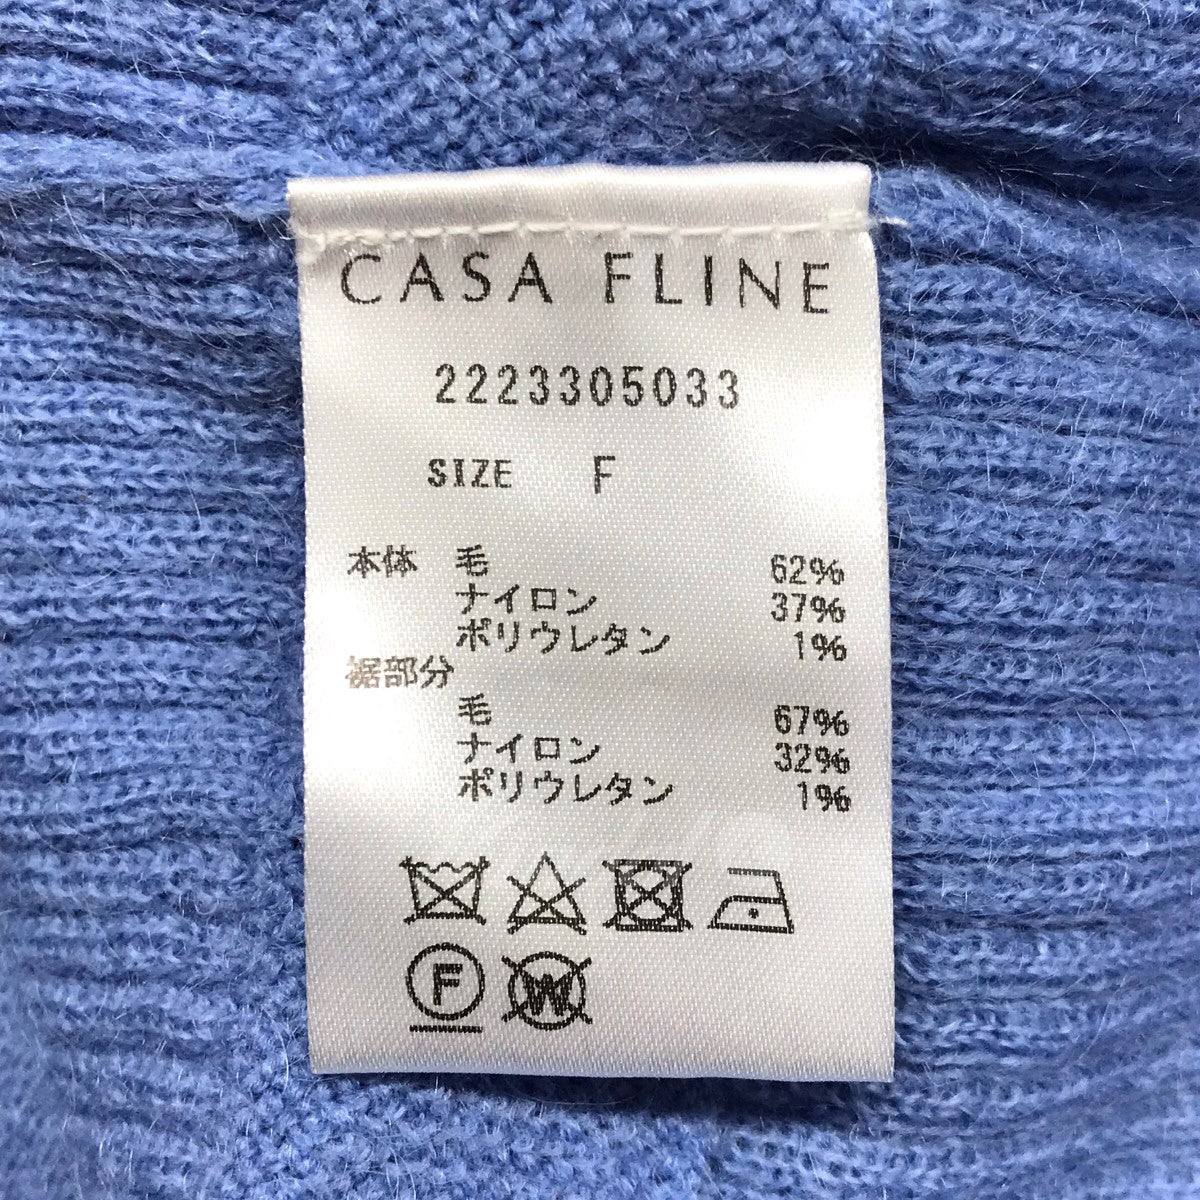 CASA FLINE
2223305033
SIZE F
本体 毛 62%
ナイロン 37%
ポリウレタン 1%
裾部分
毛 67%
ナイロン 32%
ポリウレタン 1%
F W